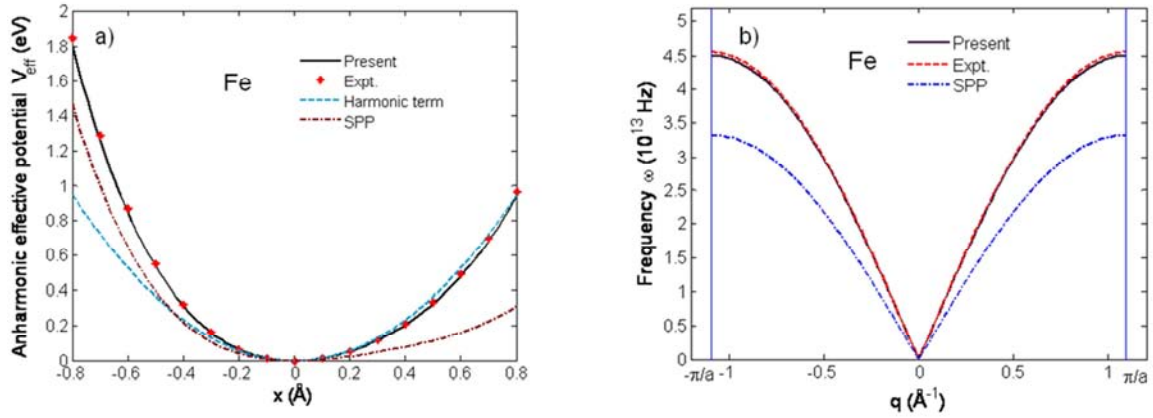 a)
Fe
Present
Expt.
Harmonic term
SPP
Anharmonic effective potential V_eff (eV)
2
1.8
1.6
1.4
1.2
1
0.8
0.6
0.4
0.2
0
-0.8 -0.6 -0.4 -0.2 0 0.2 0.4 0.6 0.8
x (Å)
b)
Fe
Present
Expt.
SPP
Frequency ω (10^13 Hz)
5
4.5
4
3.5
3
2.5
2
1.5
1
0.5
0
-π/a -1 -0.5 0 0.5 1 π/a
q (Å^-1)